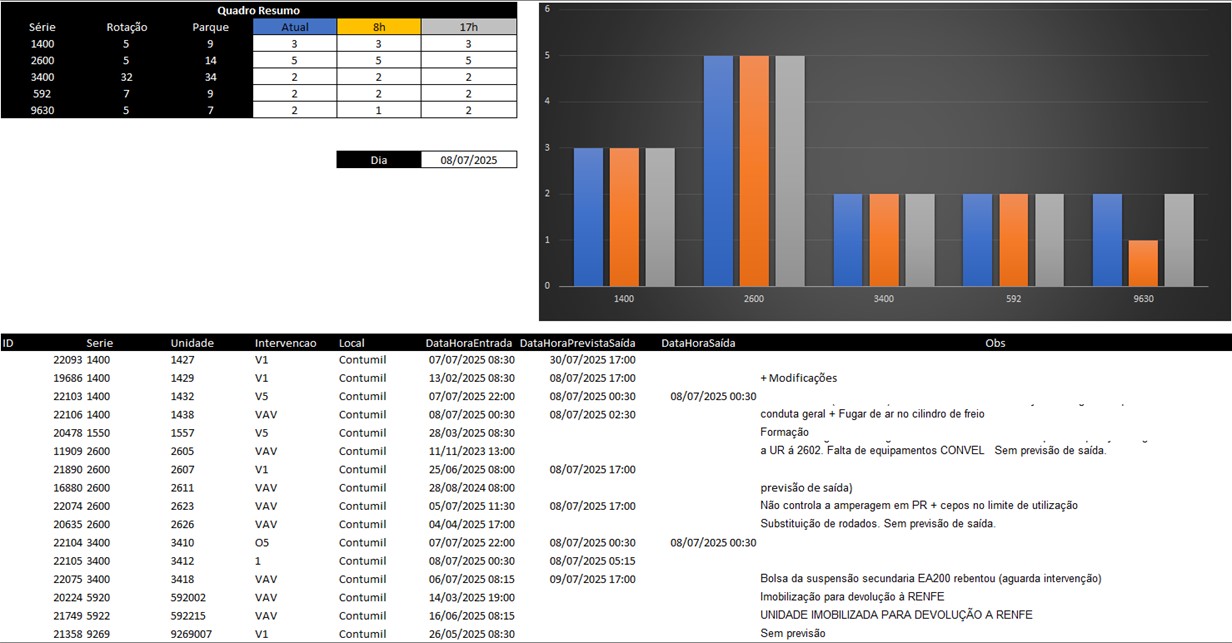 Quadro Resumo
Série Rotação Parque Atual 8h 17h
1400 5 9 3 3 3
2600 5 14 5 5 5
3400 32 34 2 2 2
592 7 9 2 2 2
9630 5 7 2 1 2
Dia 08/07/2025
6
5
4
3
2
1
0
1400 2600 3400 592 9630
ID Serie Unidade Intervencao Local DataHoraEntrada DataHoraPrevistaSaída DataHoraSaída Obs
22093 1400 1427 V1 Contumil 07/07/2025 08:30 30/07/2025 17:00
19686 1400 1429 V1 Contumil 13/02/2025 08:30 08/07/2025 17:00 + Modificações
22103 1400 1432 V5 Contumil 07/07/2025 22:00 08/07/2025 00:30 08/07/2025 00:30
22106 1400 1438 VAV Contumil 08/07/2025 00:30 08/07/2025 02:30 conduta geral + Fugar de ar no cilindro de freio
20478 1550 1557 V5 Contumil 28/03/2025 08:30 Formação
11909 2600 2605 VAV Contumil 11/11/2023 13:00 a UR á 2602. Falta de equipamentos CONVEL Sem previsão de saída.
21890 2600 2607 V1 Contumil 25/06/2025 08:00 08/07/2025 17:00
16880 2600 2611 VAV Contumil 28/08/2024 08:00 previsão de saída)
22074 2600 2623 VAV Contumil 05/07/2025 11:30 08/07/2025 17:00 Não controla a amperagem em PR + cepos no limite de utilização
20635 2600 2626 VAV Contumil 04/04/2025 17:00 Substituição de rodados. Sem previsão de saída.
22104 3400 3410 O5 Contumil 07/07/2025 22:00 08/07/2025 00:30 08/07/2025 00:30
22105 3400 3412 1 Contumil 08/07/2025 00:30 08/07/2025 05:15
22075 3400 3418 VAV Contumil 06/07/2025 08:15 09/07/2025 17:00 Bolsa da suspensão secundaria EA200 rebentou (aguarda intervenção)
20224 5920 592002 VAV Contumil 14/03/2025 19:00 Imobilização para devolução à RENFE
21749 5922 592215 VAV Contumil 16/06/2025 08:15 UNIDADE IMOBILIZADA PARA DEVOLUÇÃO A RENFE
21358 9269 9269007 V1 Contumil 26/05/2025 08:30 Sem previsão